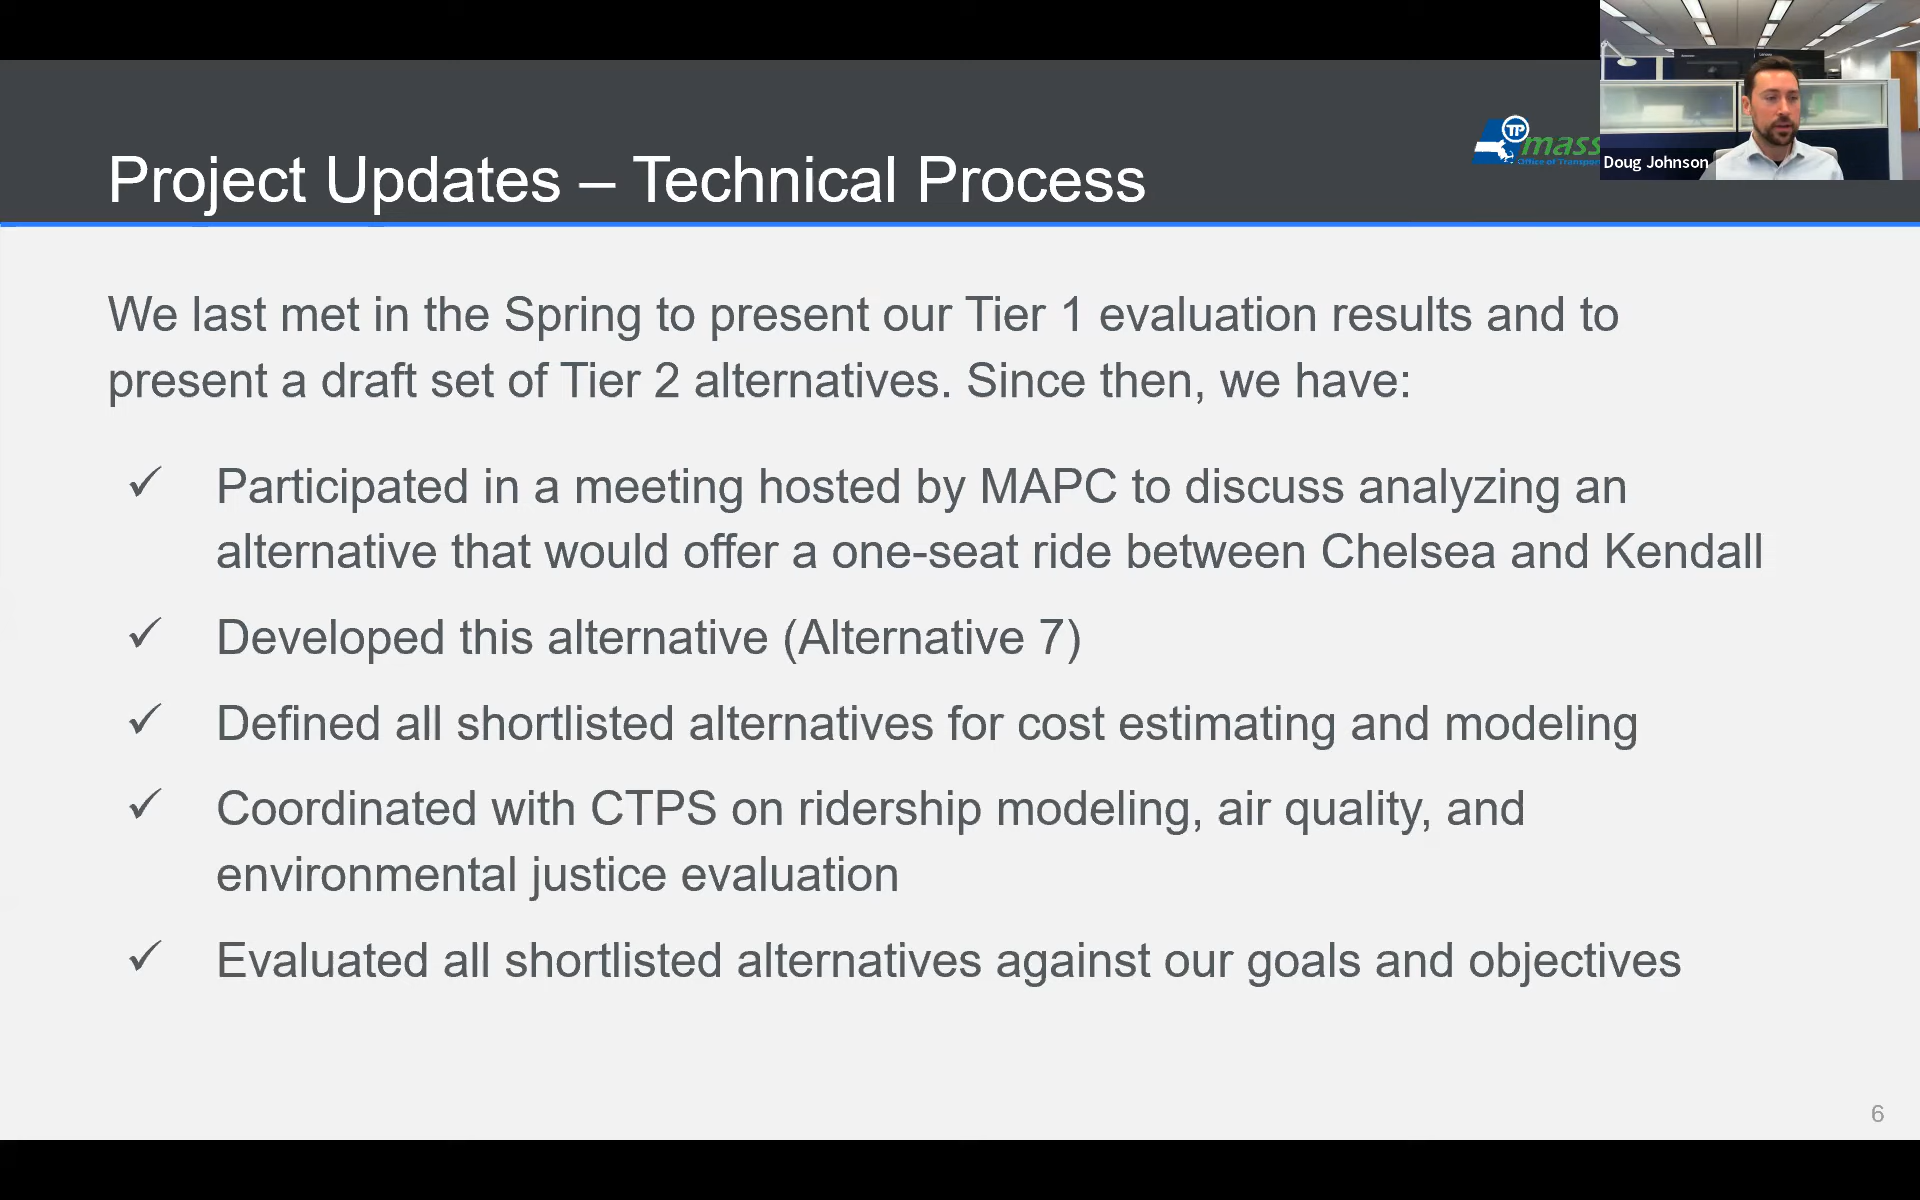 TP
mass
Office of Transpor
Doug Johnson
Project Updates – Technical Process
We last met in the Spring to present our Tier 1 evaluation results and to
present a draft set of Tier 2 alternatives. Since then, we have:
✓ Participated in a meeting hosted by MAPC to discuss analyzing an
alternative that would offer a one-seat ride between Chelsea and Kendall
✓ Developed this alternative (Alternative 7)
✓ Defined all shortlisted alternatives for cost estimating and modeling
✓ Coordinated with CTPS on ridership modeling, air quality, and
environmental justice evaluation
✓ Evaluated all shortlisted alternatives against our goals and objectives
6